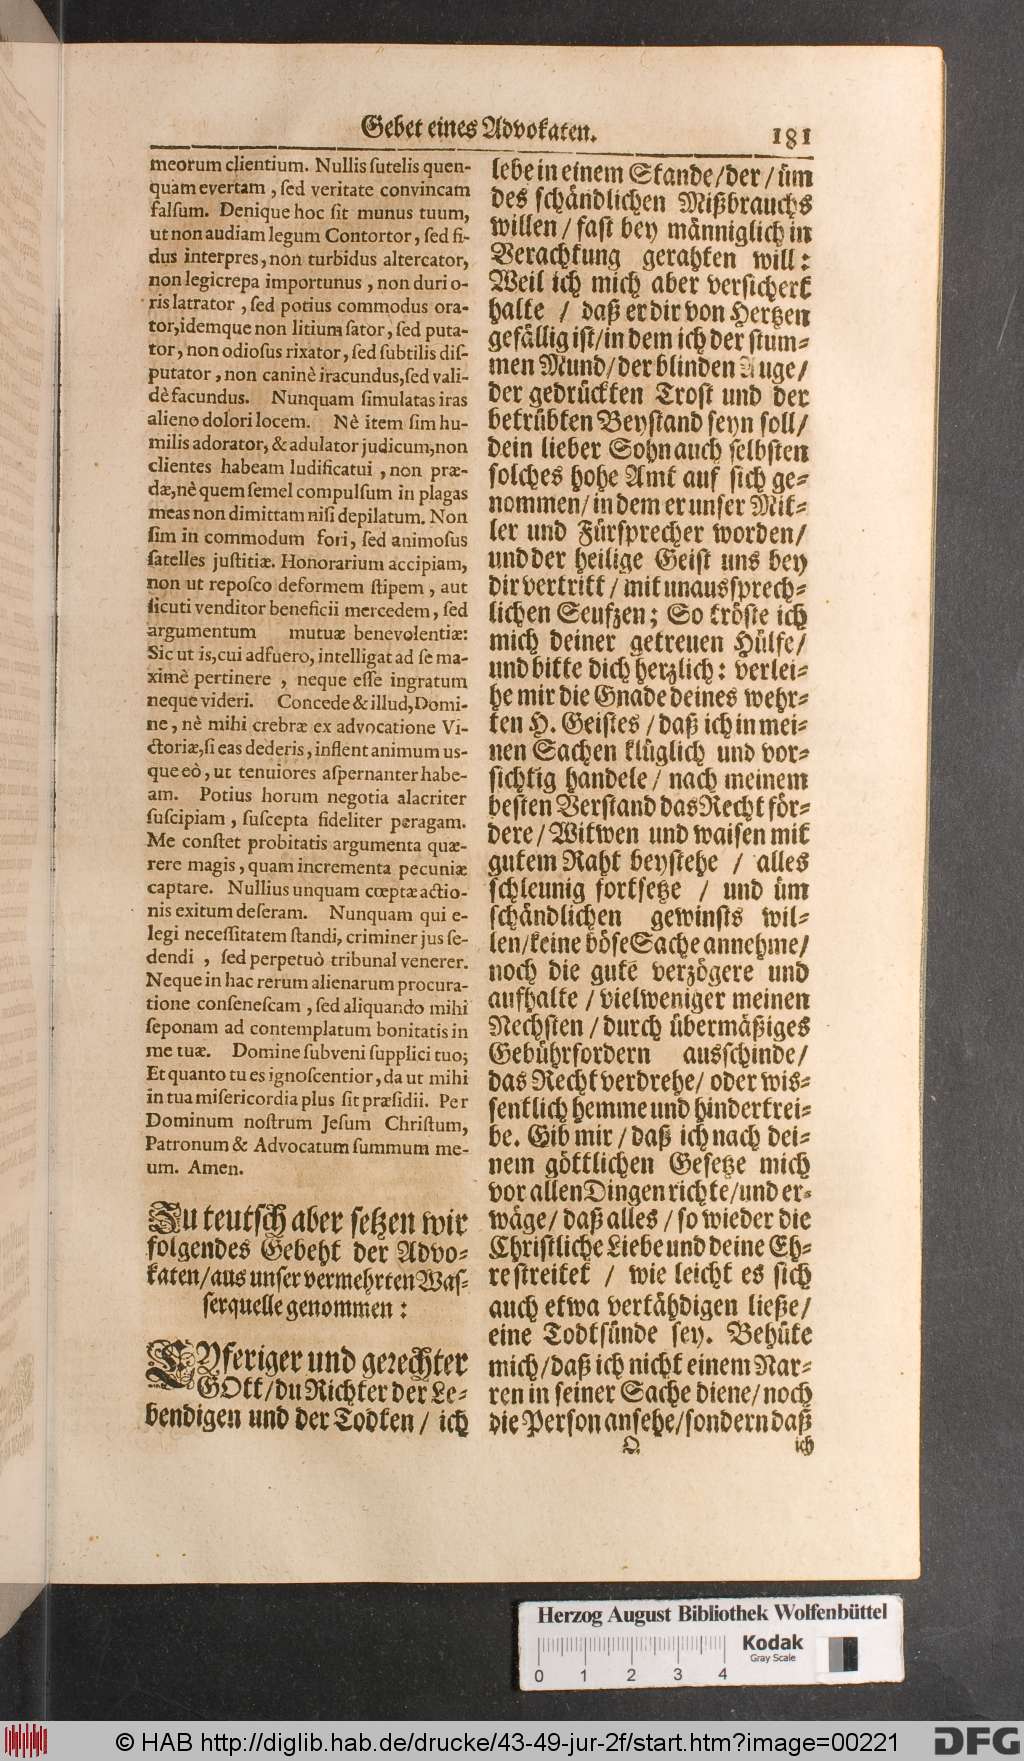 Gebet eines Advokaten. 181
meorum clientium. Nullis sutelis quen-
quam evertam, sed veritate convincam
falsum. Denique hoc sit munus tuum,
ut non audiam legum Contortor, sed fi-
dus interpres, non turbidus altercator,
non legicrepa importunus, non duri o-
ris latrator, sed potius commodus ora-
tor, idemque non litium sator, sed puta-
tor, non odiosus rixator, sed subtilis dis-
putator, non caninè iracundus, sed vali-
dè facundus. Nunquam simulatas iras
alieno dolori locem. Nè item sim hu-
milis adorator, & adulator judicum, non
clientes habeam ludificatui, non præ-
dæ, nè quem semel compulsum in plagas
meas non dimittam nisi depilatum. Non
sim in commodum fori, sed animosus
satelles justitiæ. Honorarium accipiam,
non ut reposco deformem stipem, aut
sicuti venditor beneficii mercedem, sed
argumentum mutuæ benevolentiæ:
Sic ut is, cui adfuero, intelligat ad se ma-
ximè pertinere, neque esse ingratum
neque videri. Concede & illud, Domi-
ne, nè mihi crebræ ex advocatione Vi-
ctoriæ, si eas dederis, inflent animum us-
que eò, ut tenuiores aspernanter habe-
am. Potius horum negotia alacriter
suscipiam, suscepta fideliter peragam.
Me constet probitatis argumenta quæ-
rere magis, quam incrementa pecuniæ
captare. Nullius unquam cœptæ actio-
nis exitum deseram. Nunquam qui e-
legi necessitatem standi, criminer jus se-
dendi, sed perpetuò tribunal venerer.
Neque in hac rerum alienarum procura-
tione consenescam, sed aliquando mihi
seponam ad contemplatum bonitatis in
me tuæ. Domine subveni supplici tuo;
Et quanto tu es ignoscentior, da ut mihi
in tua misericordia plus sit præsidii. Per
Dominum nostrum Jesum Christum,
Patronum & Advocatum summum me-
um. Amen.
Zu teutsch aber setzen wir
folgendes Gebeht der Advo-
katen/aus unser vermehrten Was-
serquelle genommen:
EYferiger und gerechter
GOtt/du Richter der Le-
bendigen und der Todten/ ich
lebe in einem Stande/der/üm
des schändlichen Mißbrauchs
willen/ fast bey männiglich in
Verachtung gerahten will:
Weil ich mich aber versichert
halte / daß er dir von Hertzen
gefällig ist/in dem ich der stum-
men Mund/der blinden Auge/
der gedrückten Trost und der
betrübten Beystand seyn soll/
dein lieber Sohn auch selbsten
solches hohe Amt auf sich ge-
nommen/in dem er unser Mit-
ler und Fürsprecher worden/
und der heilige Geist uns bey
dir vertritt/mit unaussprech-
lichen Seufzen; So tröste ich
mich deiner getreuen Hülfe/
und bitte dich herzlich: verlei-
he mir die Gnade deines wehr-
ten H. Geistes/daß ich in mei-
nen Sachen klüglich und vor-
sichtig handele/ nach meinem
besten Verstand das Recht för-
dere/Witwen und waisen mit
gutem Raht beystehe / alles
schleunig fortsetze / und üm
schändlichen gewinsts wil-
len/keine böse Sache annehme/
noch die gute verzögere und
aufhalte/vielweniger meinen
Nechsten/durch übermäßiges
Gebührfordern ausschinde/
das Recht verdrehe/oder wis-
sentlich hemme und hindertrei-
be. Gib mir/daß ich nach dei-
nem göttlichen Gesetze mich
vor allen Dingen richte/und er-
wäge/daß alles/so wieder die
Christliche Liebe und deine Eh-
re streitet / wie leicht es sich
auch etwa vertähdigen ließe/
eine Todtsünde sey. Behüte
mich/daß ich nicht einem Nar-
ren in seiner Sache diene/noch
die Person ansehe/sondern daß
Q ich
Herzog August Bibliothek Wolfenbüttel
Kodak
Gray Scale
0 1 2 3 4
© HAB http://diglib.hab.de/drucke/43-49-jur-2f/start.htm?image=00221
DFG